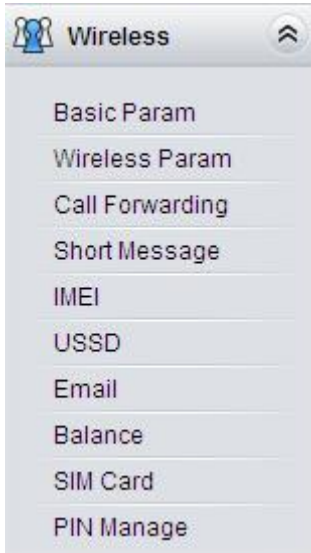 Wireless
Basic Param
Wireless Param
Call Forwarding
Short Message
IMEI
USSD
Email
Balance
SIM Card
PIN Manage